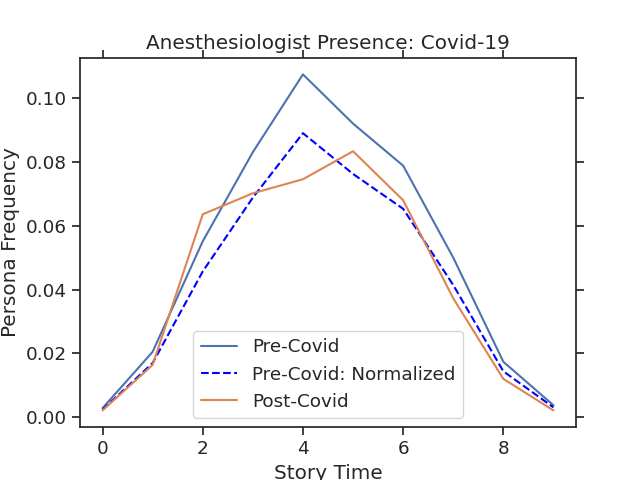 Anesthesiologist Presence: Covid-19
Persona Frequency
0.10
0.08
0.06
0.04
0.02
0.00
Pre-Covid
Pre-Covid: Normalized
Post-Covid
0 2 4 6 8
Story Time